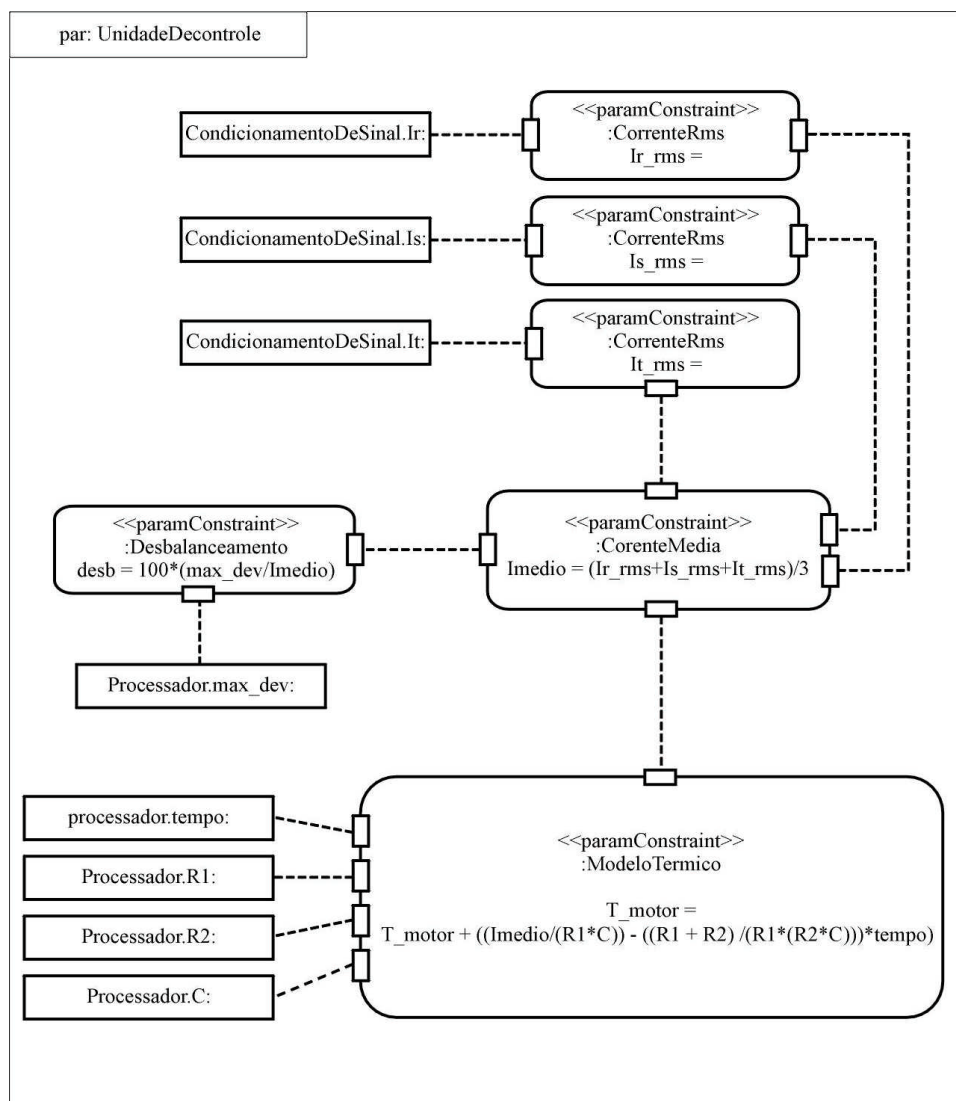 par: UnidadeDecontrole
CondicionamentoDeSinal.Ir:
<<paramConstraint>>
:CorrenteRms
Ir_rms =
CondicionamentoDeSinal.Is:
<<paramConstraint>>
:CorrenteRms
Is_rms =
CondicionamentoDeSinal.It:
<<paramConstraint>>
:CorrenteRms
It_rms =
<<paramConstraint>>
:Desbalanceamento
desb = 100*(max_dev/Imedio)
<<paramConstraint>>
:CorenteMedia
Imedio = (Ir_rms+Is_rms+It_rms)/3
Processador.max_dev:
processador.tempo:
Processador.R1:
Processador.R2:
Processador.C:
<<paramConstraint>>
:ModeloTermico
T_motor =
T_motor + ((Imedio/(R1*C)) - ((R1 + R2) /(R1*(R2*C)))*tempo)